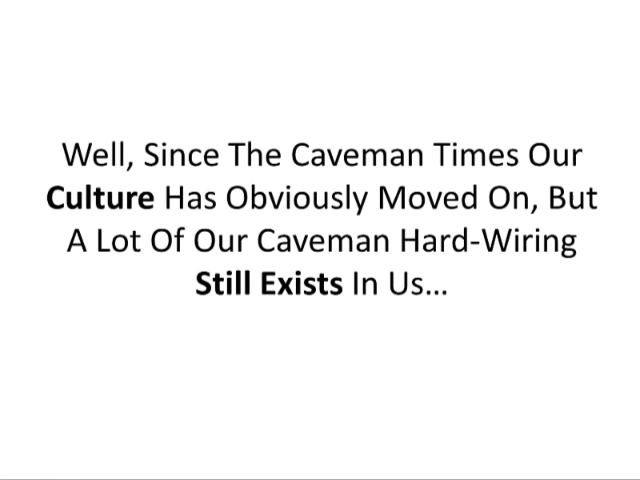 Well, Since The Caveman Times Our
Culture Has Obviously Moved On, But
A Lot Of Our Caveman Hard-Wiring
Still Exists In Us...